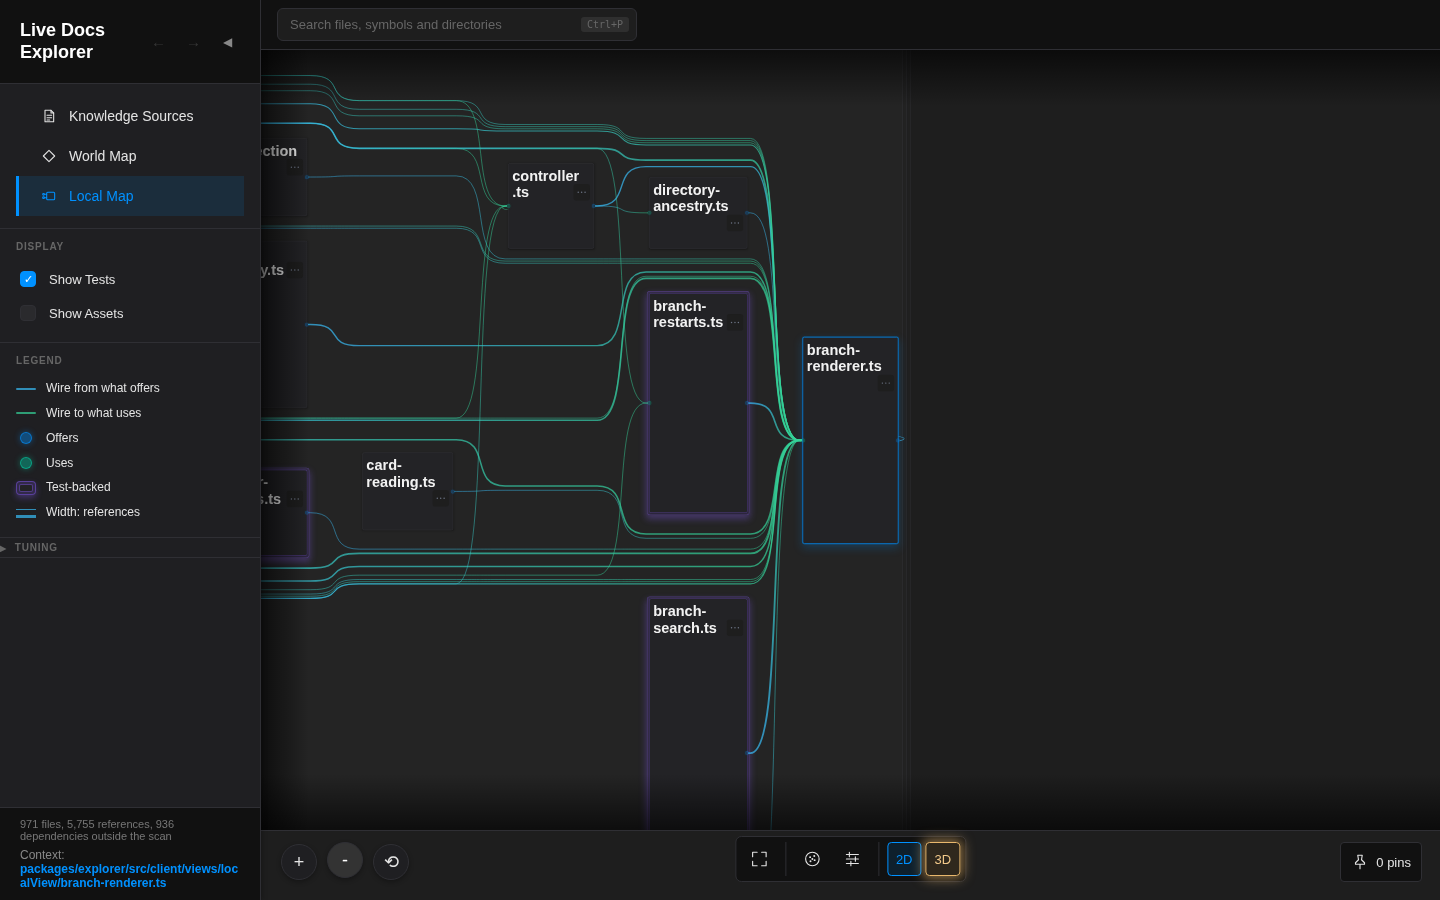 Live Docs
Explorer
Search files, symbols and directories
Ctrl+P
Knowledge Sources
World Map
Local Map
DISPLAY
Show Tests
Show Assets
LEGEND
Wire from what offers
Wire to what uses
Offers
Uses
Test-backed
Width: references
TUNING
971 files, 5,755 references, 936
dependencies outside the scan
Context:
packages/explorer/src/client/views/loc
alView/branch-renderer.ts
ction
y.ts
s.ts
controller
.ts
directory-
ancestry.ts
branch-
restarts.ts
branch-
renderer.ts
card-
reading.ts
branch-
search.ts
2D
3D
0 pins